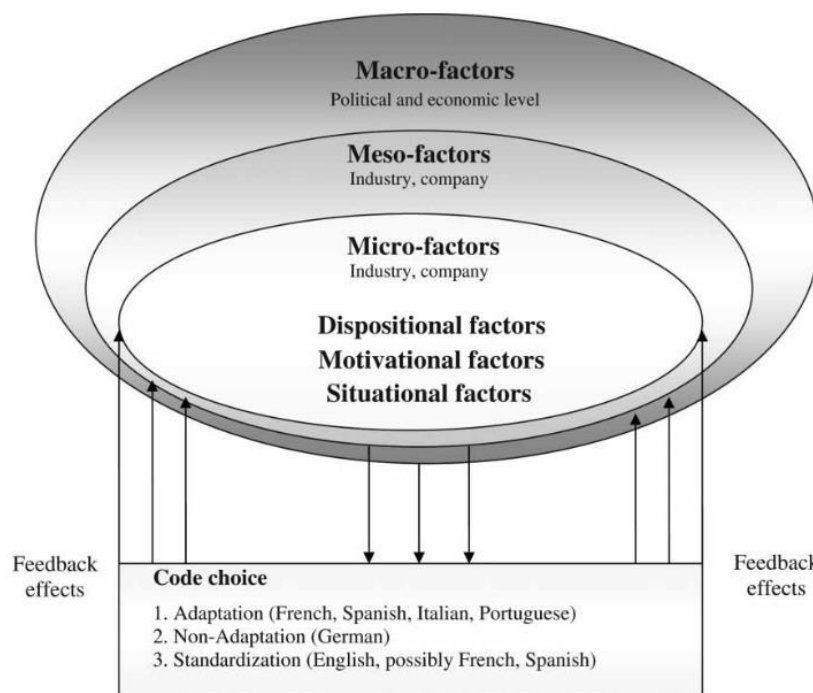 Macro-factors
Political and economic level
Meso-factors
Industry, company
Micro-factors
Industry, company
Dispositional factors
Motivational factors
Situational factors
Feedback
effects
Feedback
effects
Code choice
1. Adaptation (French, Spanish, Italian, Portuguese)
2. Non-Adaptation (German)
3. Standardization (English, possibly French, Spanish)